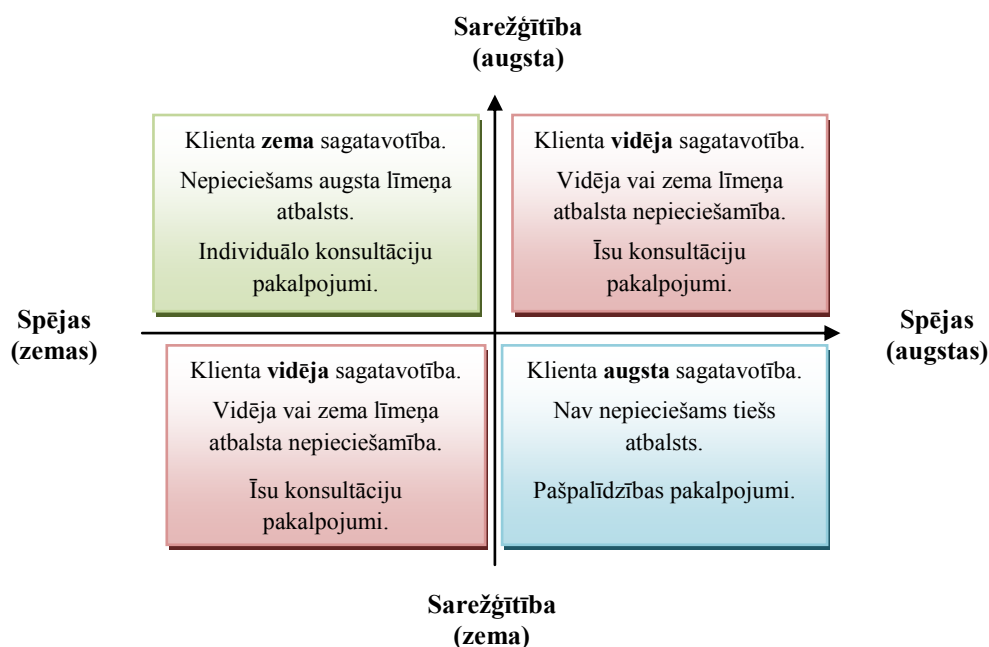 Sarežģītība
(augsta)
Klienta zema sagatavotība.
Nepieciešams augsta līmeņa
atbalsts.
Individuālo konsultāciju
pakalpojumi.
Klienta vidēja sagatavotība.
Vidēja vai zema līmeņa
atbalsta nepieciešamība.
Īsu konsultāciju
pakalpojumi.
Spējas
(zemas)
Spējas
(augstas)
Klienta vidēja sagatavotība.
Vidēja vai zema līmeņa
atbalsta nepieciešamība.
Īsu konsultāciju
pakalpojumi.
Klienta augsta sagatavotība.
Nav nepieciešams tiešs
atbalsts.
Pašpalīdzības pakalpojumi.
Sarežģītība
(zema)